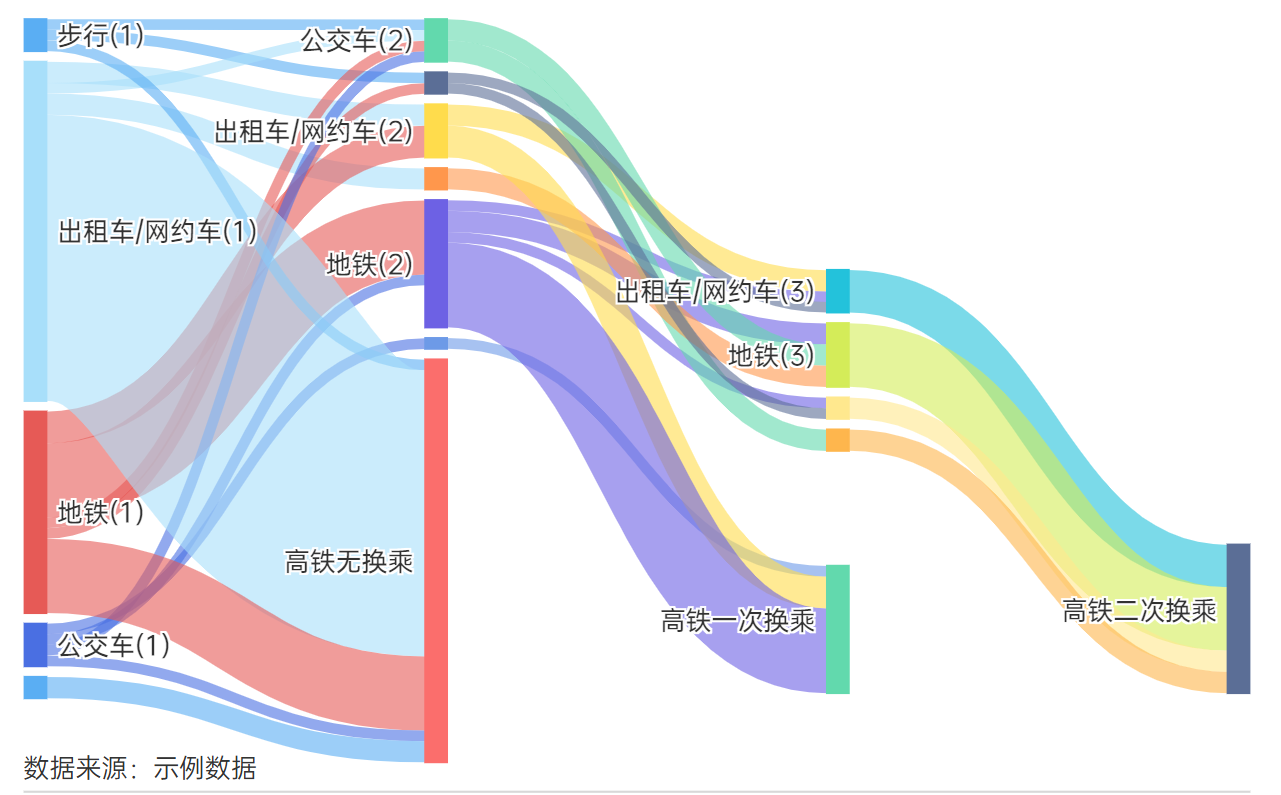 步行(1)
公交车(2)
出租车/网约车(2)
出租车/网约车(1)
地铁(2)
出租车/网约车(3)
地铁(3)
地铁(1)
高铁无换乘
高铁二次换乘
高铁一次换乘
公交车(1)
数据来源：示例数据